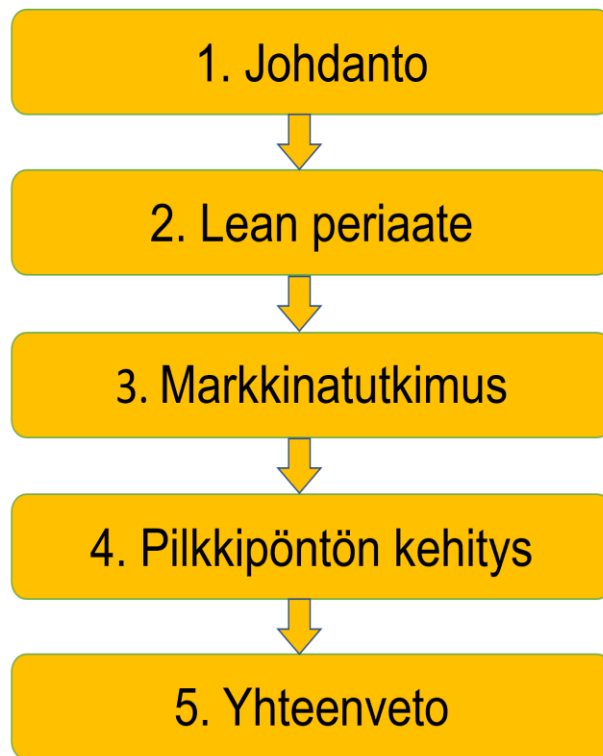 1. Johdanto
2. Lean periaate
3. Markkinatutkimus
4. Pilkkipöntön kehitys
5. Yhteenveto